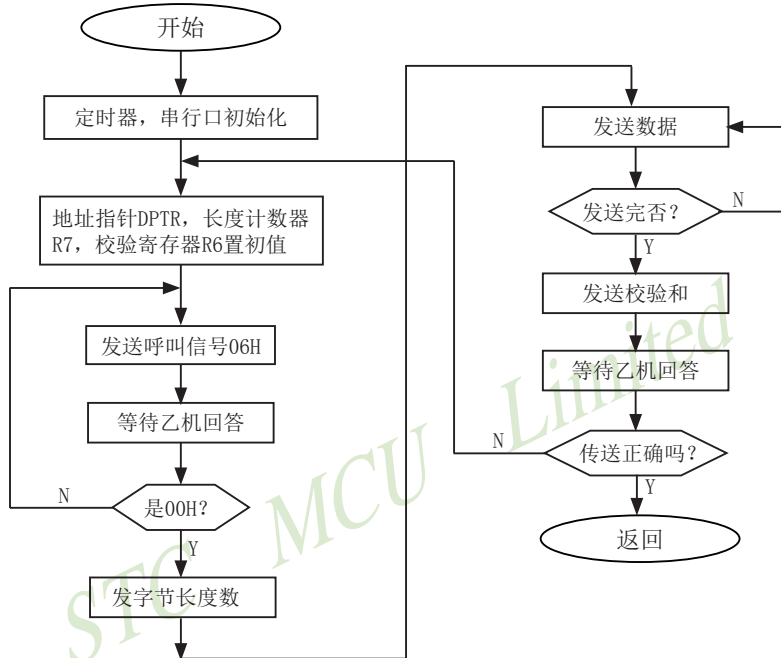 开始
定时器，串行口初始化
地址指针DPTR，长度计数器
R7，校验寄存器R6置初值
发送呼叫信号06H
等待乙机回答
是00H？
N
Y
发字节长度数
发送数据
发送完否？
N
Y
发送校验和
等待乙机回答
传送正确吗？
N
Y
返回
STC MCU Limited